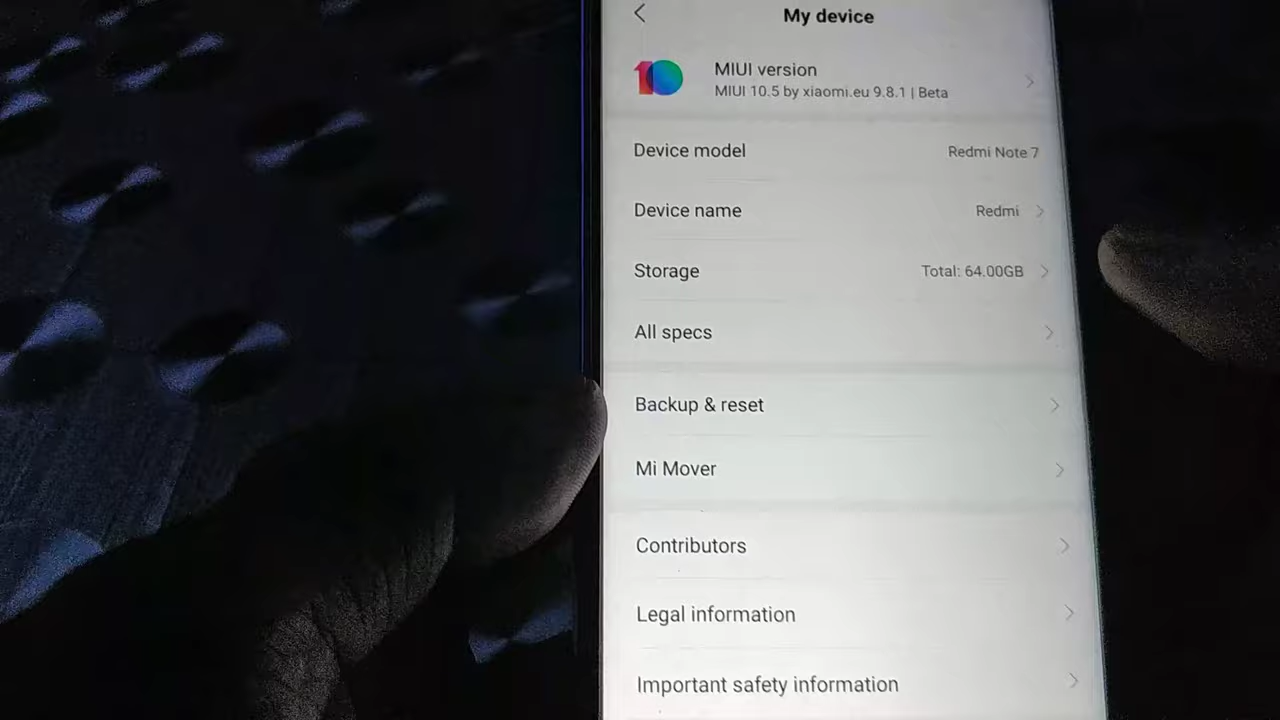 My device
10
MIUI version
MIUI 10.5 by xiaomi.eu 9.8.1 | Beta
Device model
Redmi Note 7
Device name
Redmi
Storage
Total: 64.00GB
All specs
Backup & reset
Mi Mover
Contributors
Legal information
Important safety information